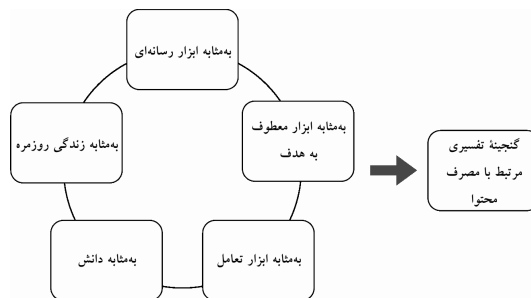 به‌مثابه ابزار رسانه‌ای
به‌مثابه ابزار معطوف
به هدف
به‌مثابه زندگی روزمره
گنجینهٔ تفسیری
مرتبط با مصرف
محتوا
به‌مثابه ابزار تعامل
به‌مثابه دانش